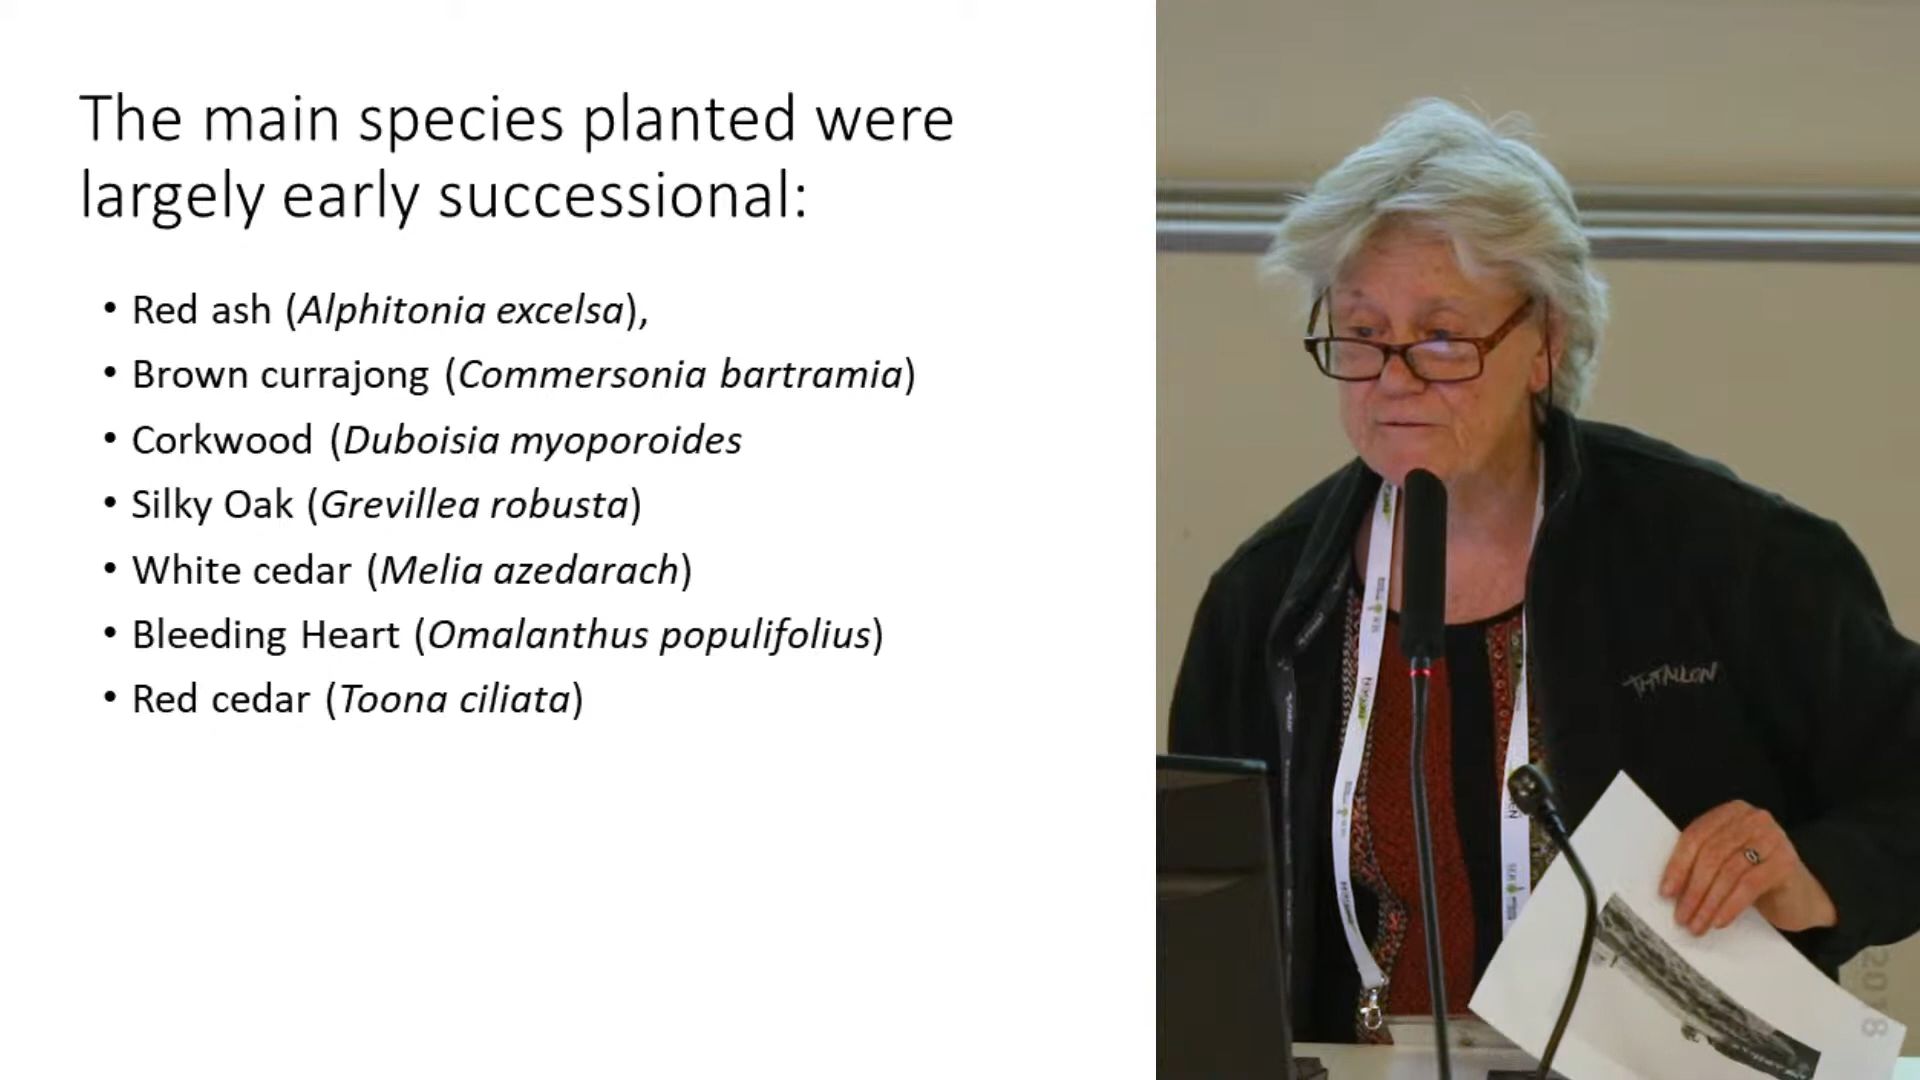 The main species planted were
largely early successional:
• Red ash (Alphitonia excelsa),
• Brown currajong (Commersonia bartramia)
• Corkwood (Duboisia myoporoides
• Silky Oak (Grevillea robusta)
• White cedar (Melia azedarach)
• Bleeding Heart (Omalanthus populifolius)
• Red cedar (Toona ciliata)
2018